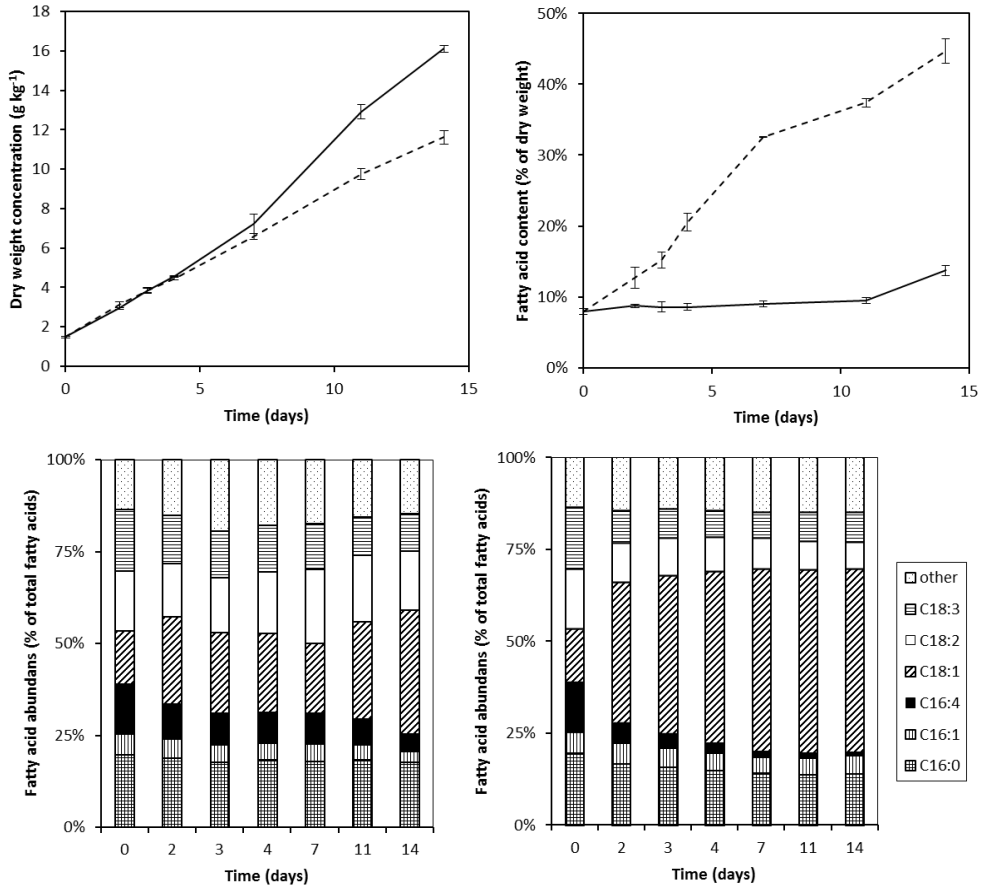 Dry weight concentration (g kg⁻¹)
18
16
14
12
10
8
6
4
2
0
0 5 10 15
Time (days)
Fatty acid content (% of dry weight)
50%
40%
30%
20%
10%
0%
0 5 10 15
Time (days)
Fatty acid abundans (% of total fatty acids)
100%
75%
50%
25%
0%
0 2 3 4 7 11 14
Time (days)
Fatty acid abundans (% of total fatty acids)
100%
75%
50%
25%
0%
0 2 3 4 7 11 14
Time (days)
other
C18:3
C18:2
C18:1
C16:4
C16:1
C16:0